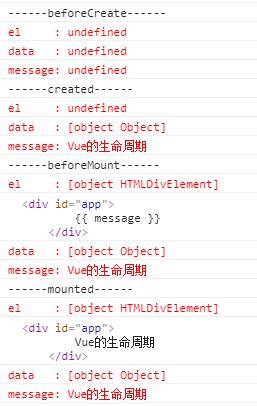 ------beforeCreate------
el     : undefined
data   : undefined
message: undefined
------created------
el     : undefined
data   : [object Object]
message: Vue的生命周期
------beforeMount------
el     : [object HTMLDivElement]
<div id="app">
        {{ message }}
    </div>
data   : [object Object]
message: Vue的生命周期
------mounted------
el     : [object HTMLDivElement]
<div id="app">
        Vue的生命周期
    </div>
data   : [object Object]
message: Vue的生命周期